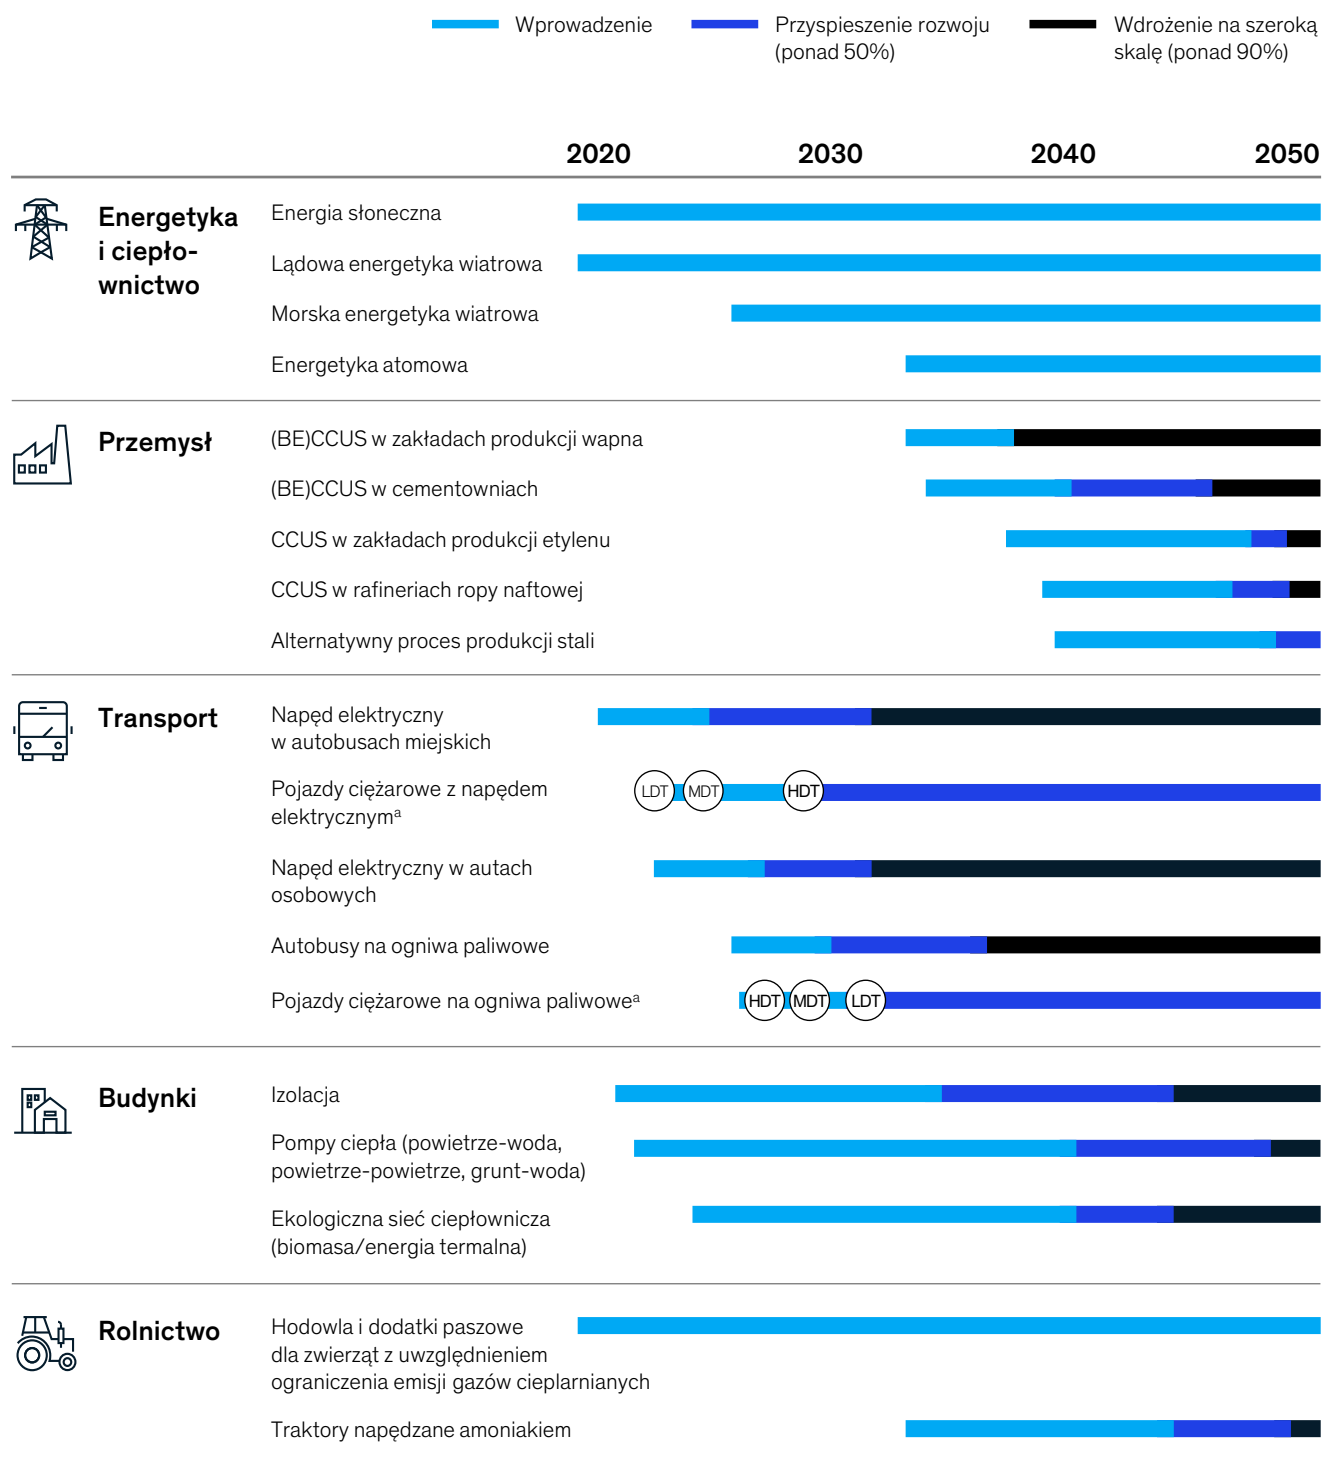 Wprowadzenie
Przyspieszenie rozwoju
(ponad 50%)
Wdrożenie na szeroką
skalę (ponad 90%)
2020 2030 2040 2050
Energetyka
i ciepło-
wnictwo
Energia słoneczna
Lądowa energetyka wiatrowa
Morska energetyka wiatrowa
Energetyka atomowa
Przemysł
(BE)CCUS w zakładach produkcji wapna
(BE)CCUS w cementowniach
CCUS w zakładach produkcji etylenu
CCUS w rafineriach ropy naftowej
Alternatywny proces produkcji stali
Transport
Napęd elektryczny
w autobusach miejskich
Pojazdy ciężarowe z napędem
elektrycznymᵃ
LDT MDT HDT
Napęd elektryczny w autach
osobowych
Autobusy na ogniwa paliwowe
Pojazdy ciężarowe na ogniwa paliwoweᵃ
HDT MDT LDT
Budynki
Izolacja
Pompy ciepła (powietrze-woda,
powietrze-powietrze, grunt-woda)
Ekologiczna sieć ciepłownicza
(biomasa/energia termalna)
Rolnictwo
Hodowla i dodatki paszowe
dla zwierząt z uwzględnieniem
ograniczenia emisji gazów cieplarnianych
Traktory napędzane amoniakiem